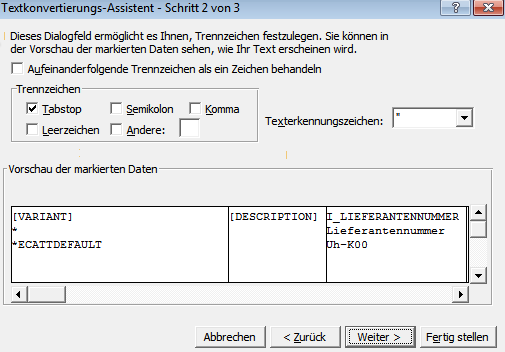 Textkonvertierungs-Assistent - Schritt 2 von 3
Dieses Dialogfeld ermöglicht es Ihnen, Trennzeichen festzulegen. Sie können in
der Vorschau der markierten Daten sehen, wie Ihr Text erscheinen wird.
Aufeinanderfolgende Trennzeichen als ein Zeichen behandeln
Trennzeichen
Tabstop Semikolon Komma
Leerzeichen Andere:
Texterkennungszeichen: "
Vorschau der markierten Daten
[VARIANT] [DESCRIPTION] I_LIEFERANTENNUMMER
* Lieferantennummer
*ECATTDEFAULT Uh-K00
Abbrechen < Zurück Weiter > Fertig stellen